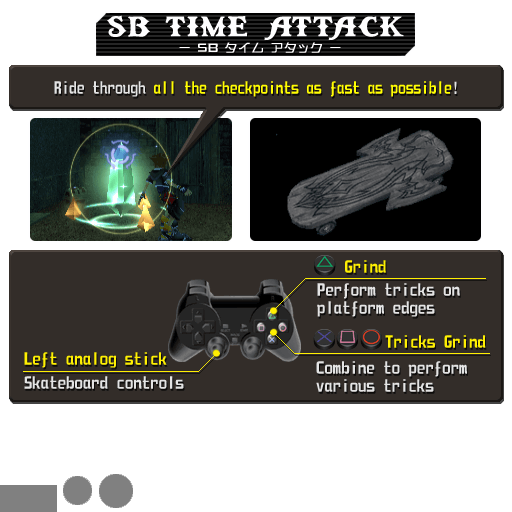 SB TIME ATTACK
— SB タイム アタック —
Ride through all the checkpoints as fast as possible!
Grind
Perform tricks on
platform edges
Tricks Grind
Combine to perform
various tricks
Left analog stick
Skateboard controls